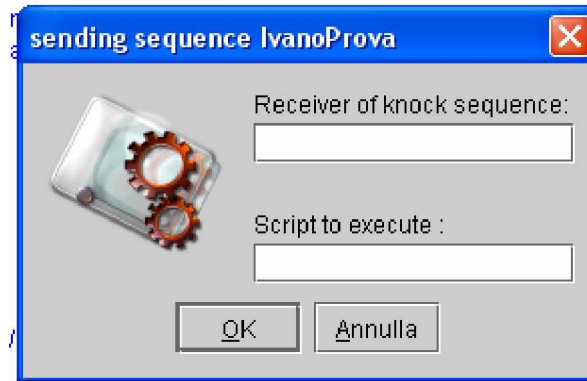 sending sequence IvanoProva
Receiver of knock sequence:
Script to execute :
OK
Annulla